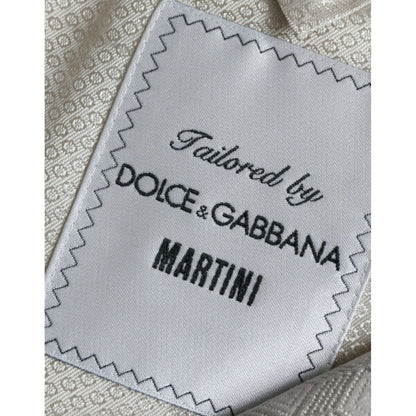 Tailored by
DOLCE & GABBANA
MARTINI